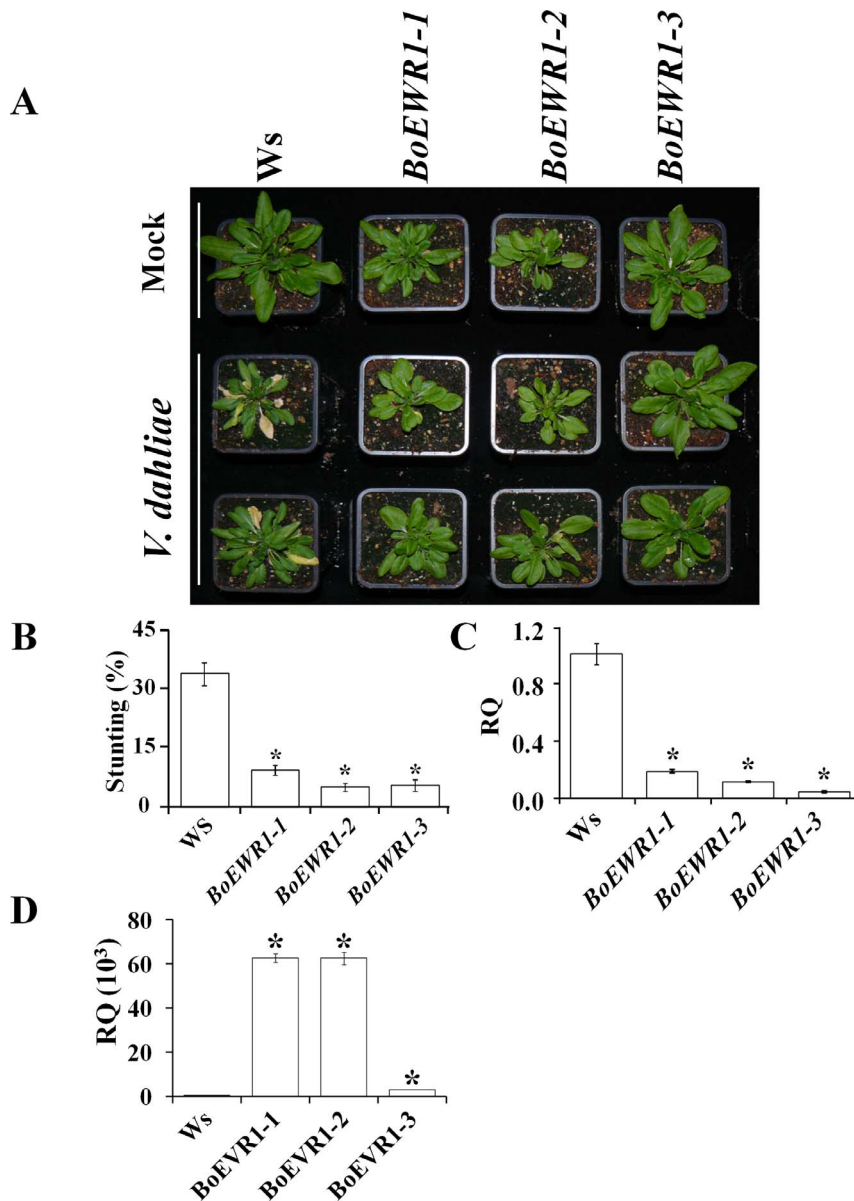 A
Ws
BoEWR1-1
BoEWR1-2
BoEWR1-3
Mock
V. dahliae
B
Stunting (%)
45
30
15
0
*
*
*
WS
BoEWR1-1
BoEWR1-2
BoEWR1-3
C
RQ
1.2
0.8
0.4
0.0
*
*
*
Ws
BoEWR1-1
BoEWR1-2
BoEWR1-3
D
RQ (10³)
80
60
40
20
0
*
*
*
Ws
BoEVR1-1
BoEVR1-2
BoEVR1-3